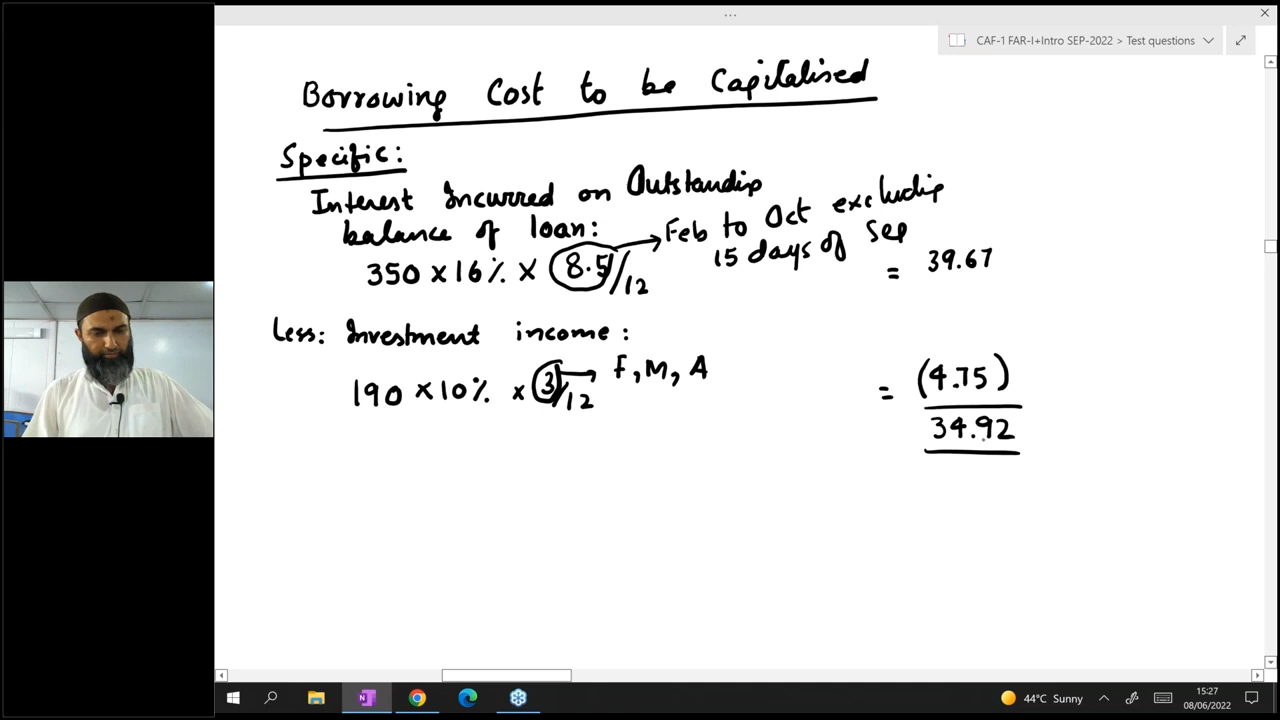 CAF-1 FAR-I+Intro SEP-2022 > Test questions
Borrowing Cost to be Capitalised
Specific:
Interest Incurred on Outstanding
balance of loan:
Feb to Oct excluding
15 days of Sep
350 × 16% × 8.5/12 = 39.67
Less: Investment income:
190 × 10% × 3/12 F, M, A = (4.75)
34.92
44°C Sunny
15:27
08/06/2022